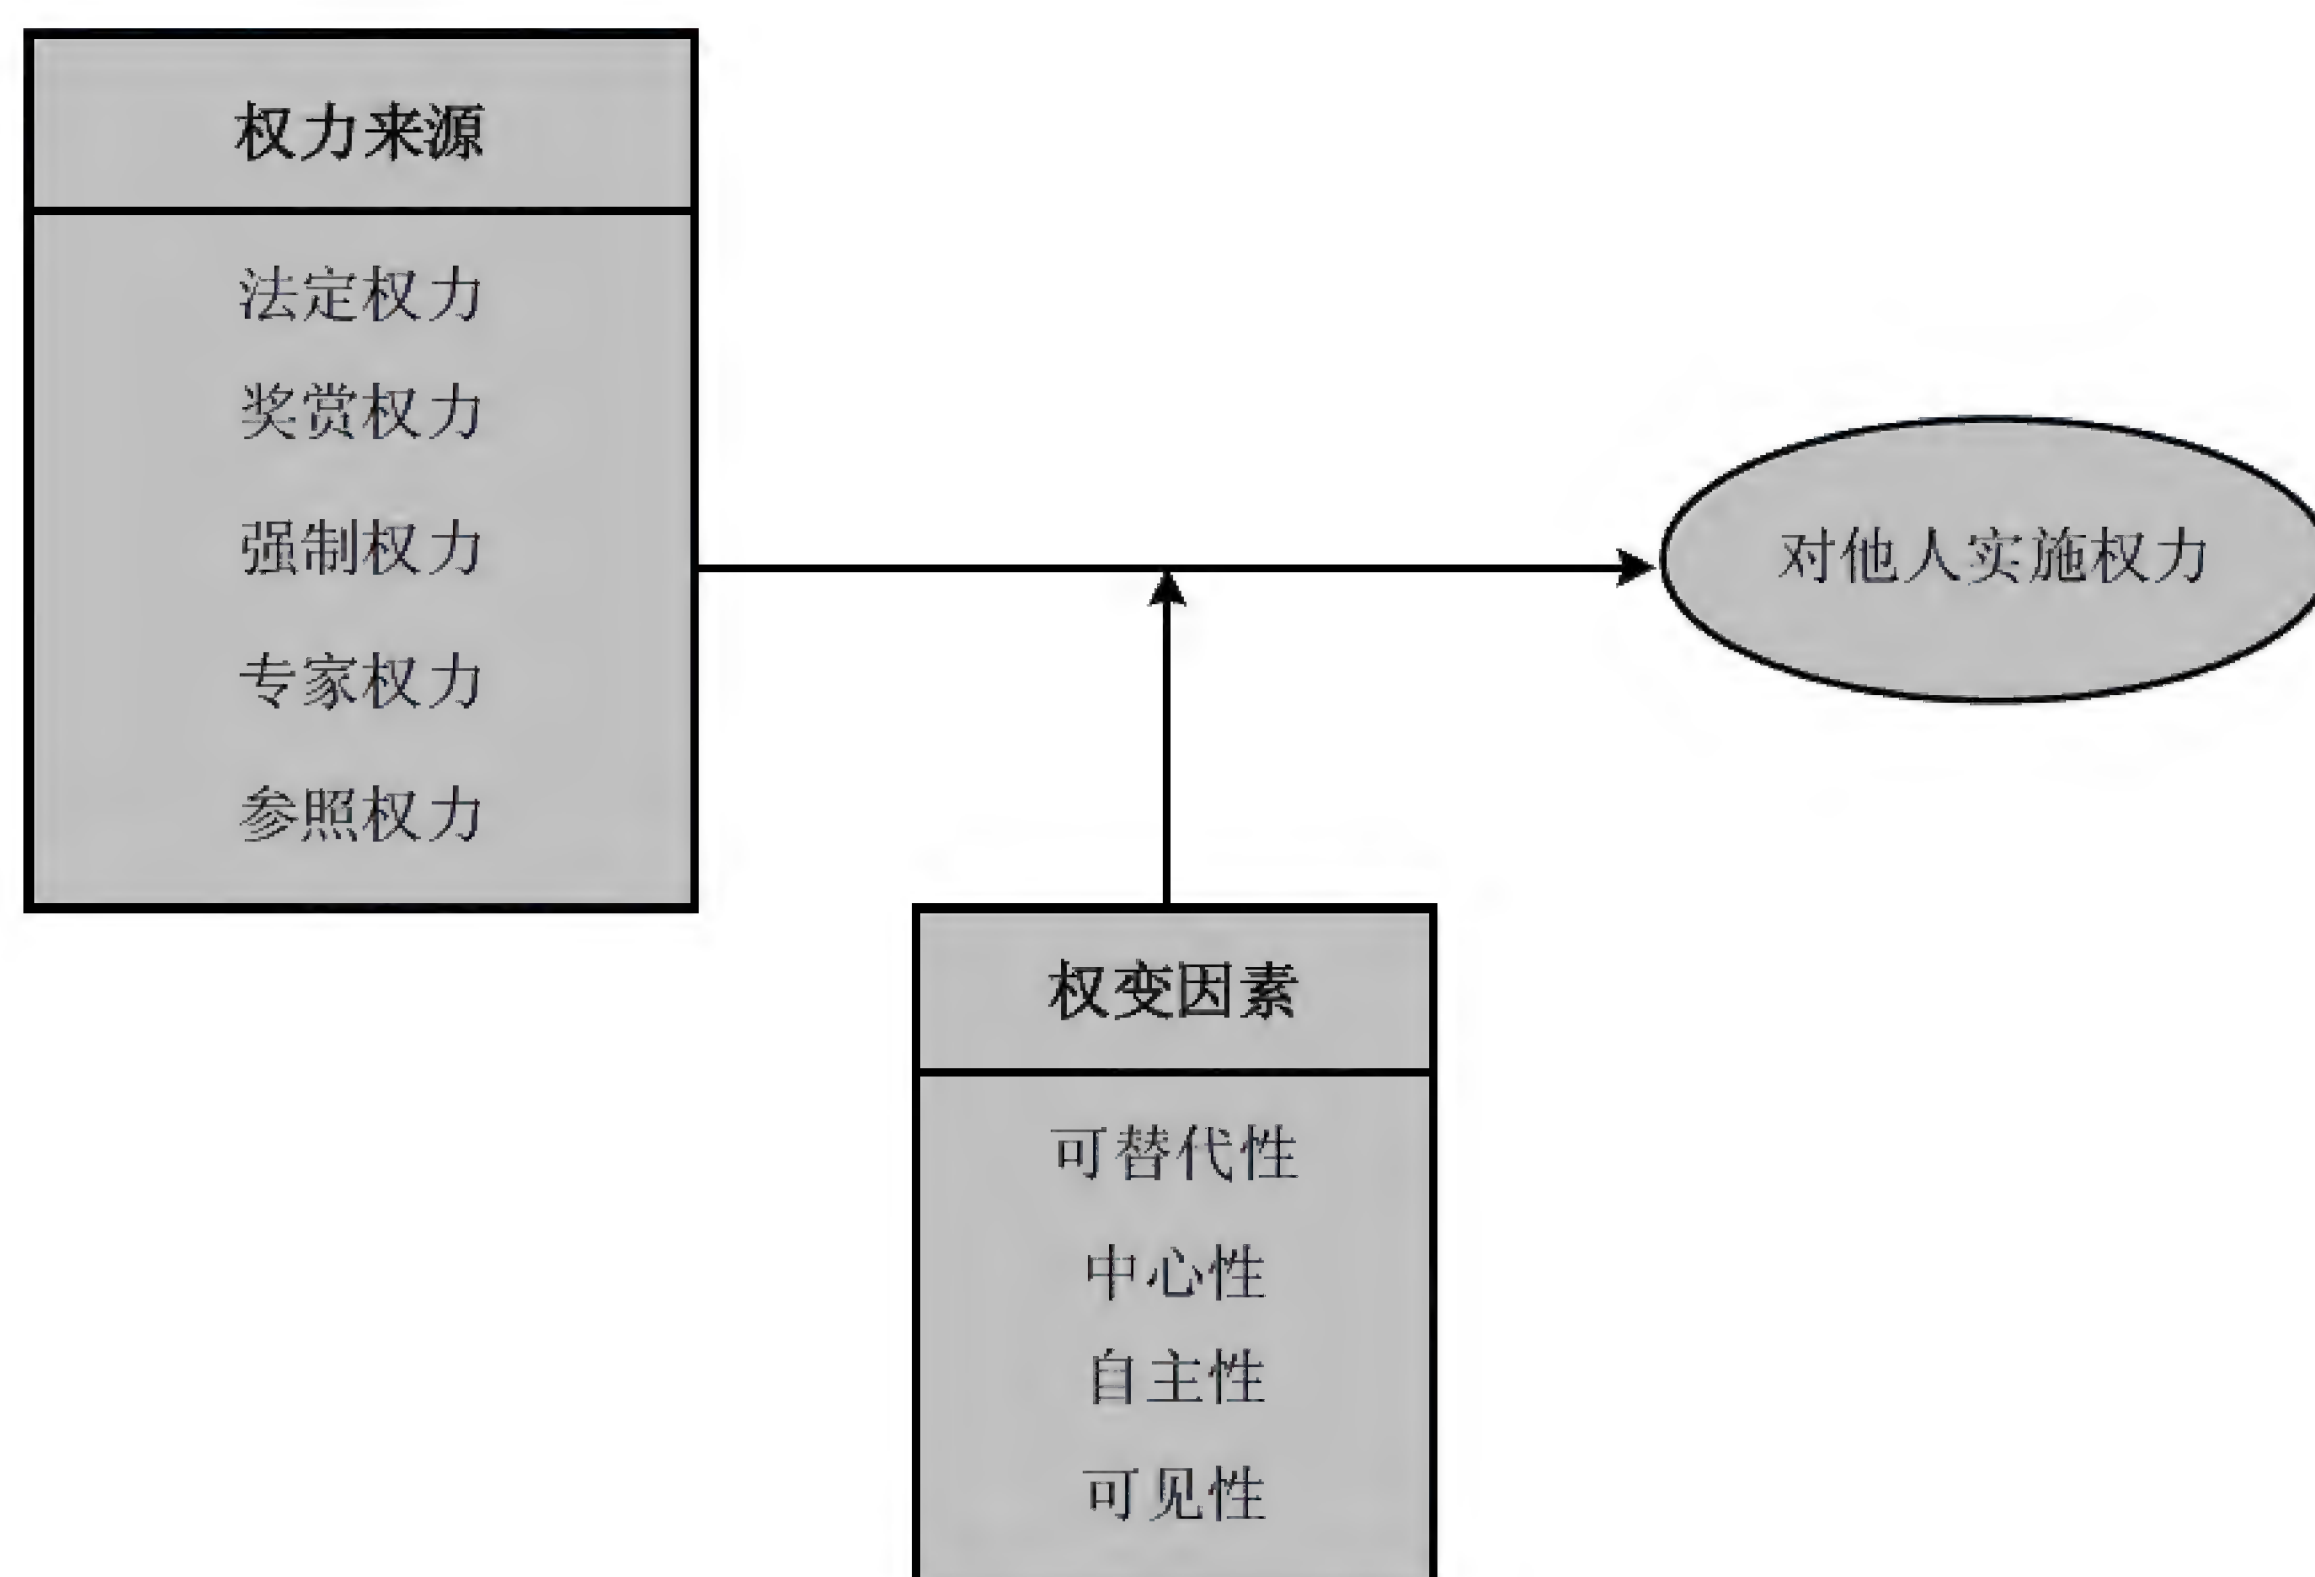 权力来源
法定权力
奖赏权力
强制权力
专家权力
参照权力
对他人实施权力
权变因素
可替代性
中心性
自主性
可见性